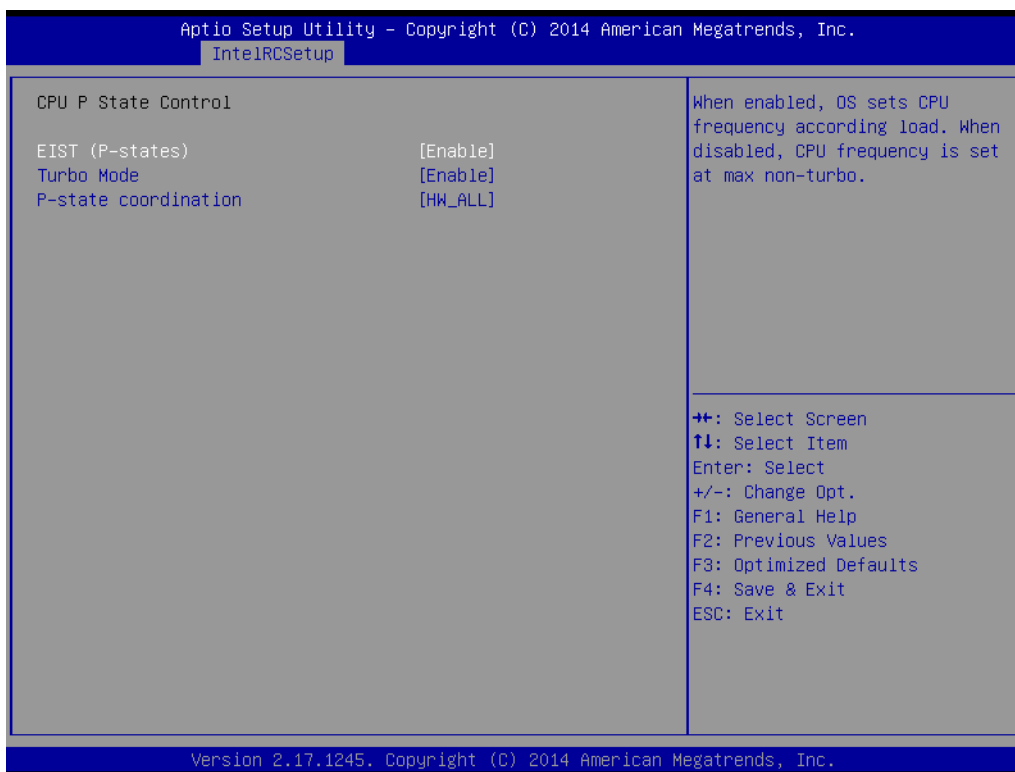 Aptio Setup Utility – Copyright (C) 2014 American Megatrends, Inc.
IntelRCSetup
CPU P State Control
EIST (P-states) [Enable]
Turbo Mode [Enable]
P-state coordination [HW_ALL]
When enabled, OS sets CPU
frequency according load. When
disabled, CPU frequency is set
at max non-turbo.
→←: Select Screen
↑↓: Select Item
Enter: Select
+/-: Change Opt.
F1: General Help
F2: Previous Values
F3: Optimized Defaults
F4: Save & Exit
ESC: Exit
Version 2.17.1245. Copyright (C) 2014 American Megatrends, Inc.